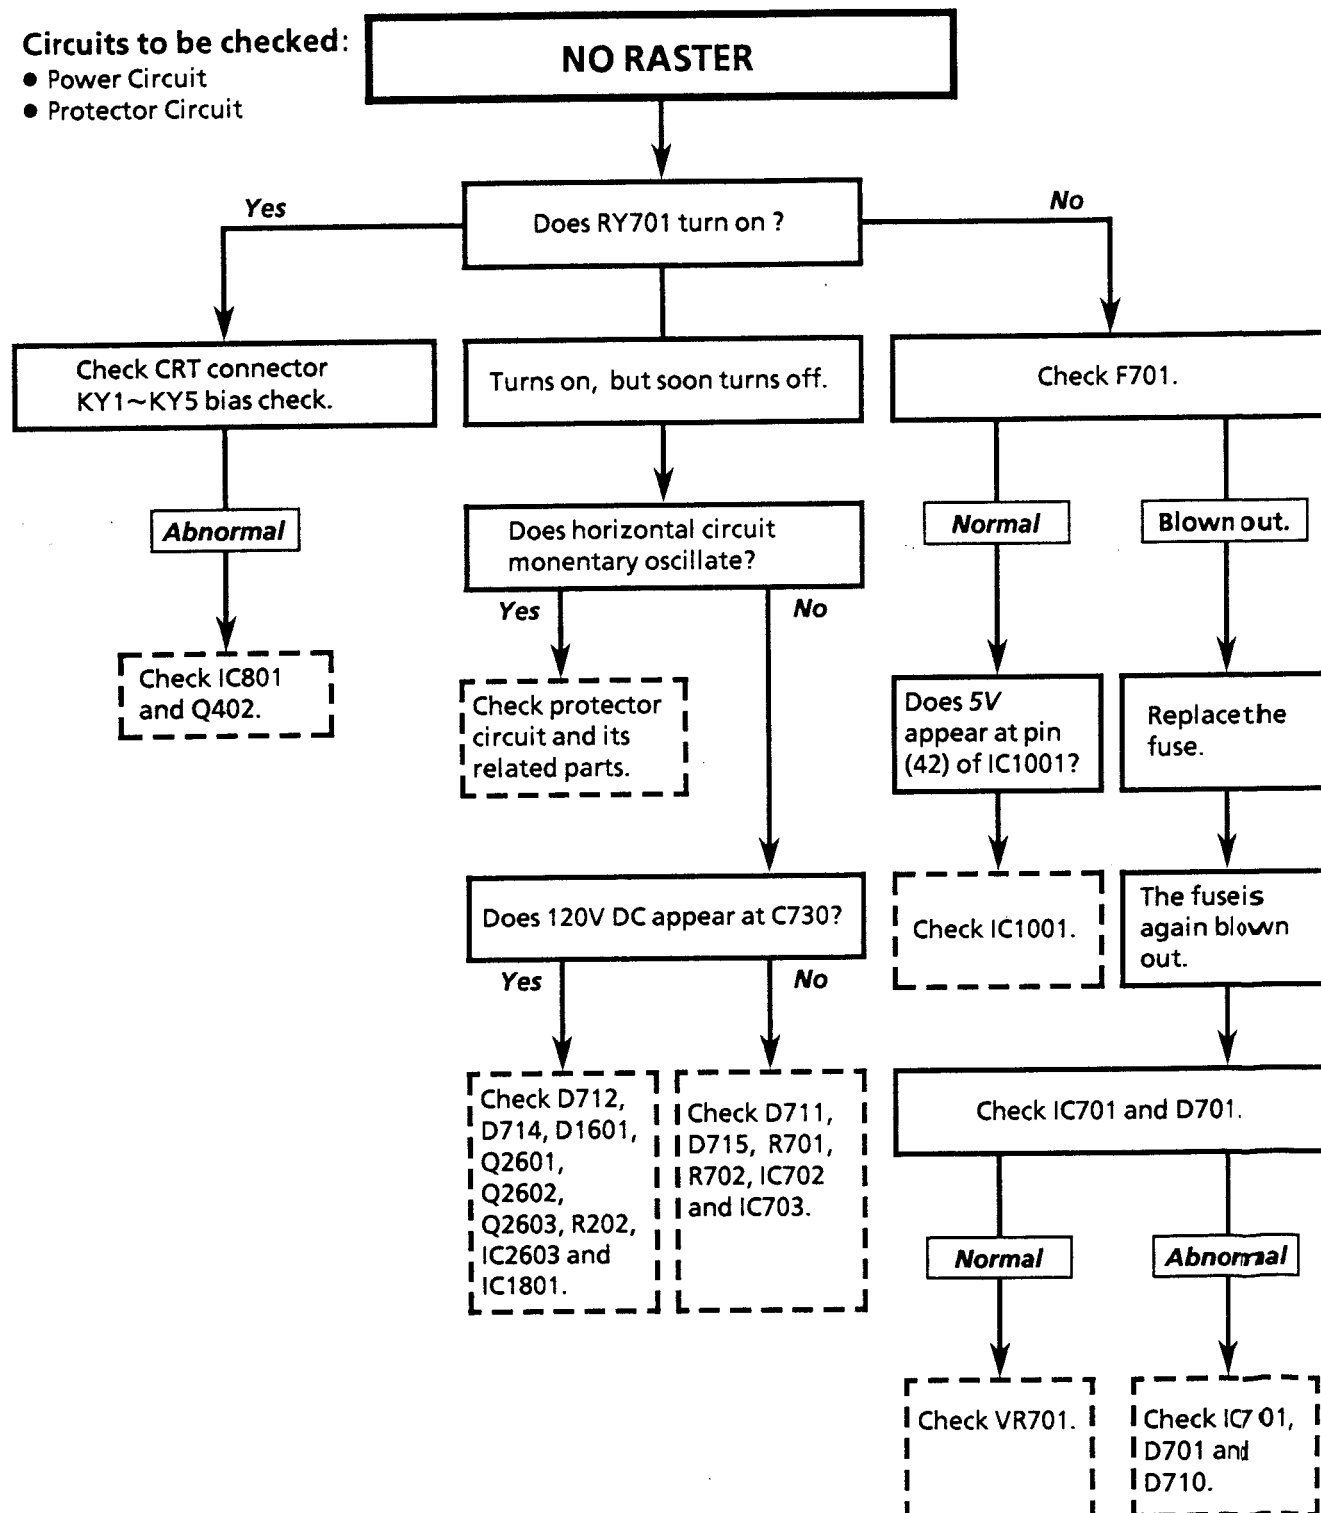 Circuits to be checked:
● Power Circuit
● Protector Circuit
NO RASTER
Does RY701 turn on ?
Yes
No
Check CRT connector
KY1~KY5 bias check.
Turns on, but soon turns off.
Check F701.
Abnormal
Does horizontal circuit
monentary oscillate?
Normal
Blown out.
Yes
No
Check IC801
and Q402.
Check protector
circuit and its
related parts.
Does 5V
appear at pin
(42) of IC1001?
Replace the
fuse.
Does 120V DC appear at C730?
Check IC1001.
The fuse is
again blown
out.
Yes
No
Check D712,
D714, D1601,
Q2601,
Q2602,
Q2603, R202,
IC2603 and
IC1801.
Check D711,
D715, R701,
R702, IC702
and IC703.
Check IC701 and D701.
Normal
Abnormal
Check VR701.
Check IC701,
D701 and
D710.